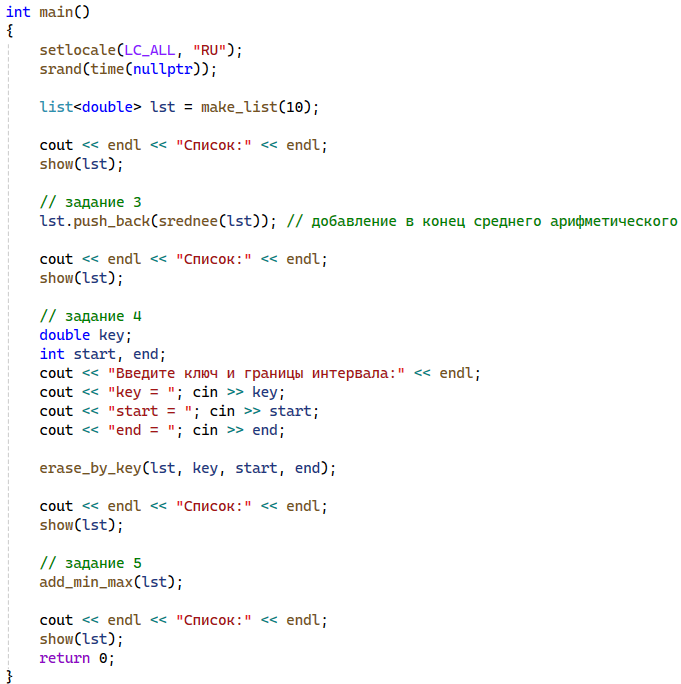 int main()
{
    setlocale(LC_ALL, "RU");
    srand(time(nullptr));

    list<double> lst = make_list(10);

    cout << endl << "Список:" << endl;
    show(lst);

    // задание 3
    lst.push_back(srednee(lst)); // добавление в конец среднего арифметического

    cout << endl << "Список:" << endl;
    show(lst);

    // задание 4
    double key;
    int start, end;
    cout << "Введите ключ и границы интервала:" << endl;
    cout << "key = "; cin >> key;
    cout << "start = "; cin >> start;
    cout << "end = "; cin >> end;

    erase_by_key(lst, key, start, end);

    cout << endl << "Список:" << endl;
    show(lst);

    // задание 5
    add_min_max(lst);

    cout << endl << "Список:" << endl;
    show(lst);
    return 0;
}